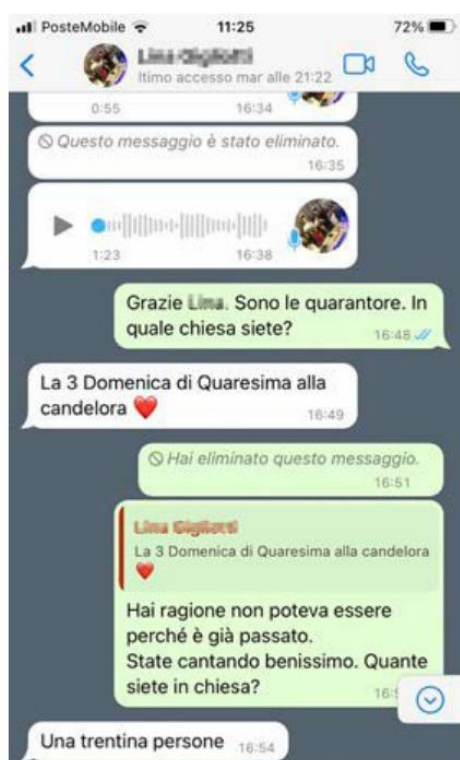 PosteMobile 11:25 72%
ltimo accesso mar alle 21:22
0:55 16:34
Questo messaggio è stato eliminato.
16:35
1:23 16:38
Grazie . Sono le quarantore. In
quale chiesa siete?
16:48
La 3 Domenica di Quaresima alla
candelora ❤️
16:49
Hai eliminato questo messaggio.
16:51
La 3 Domenica di Quaresima alla candelora
❤️
Hai ragione non poteva essere
perché è già passato.
State cantando benissimo. Quante
siete in chiesa?
Una trentina persone 16:54